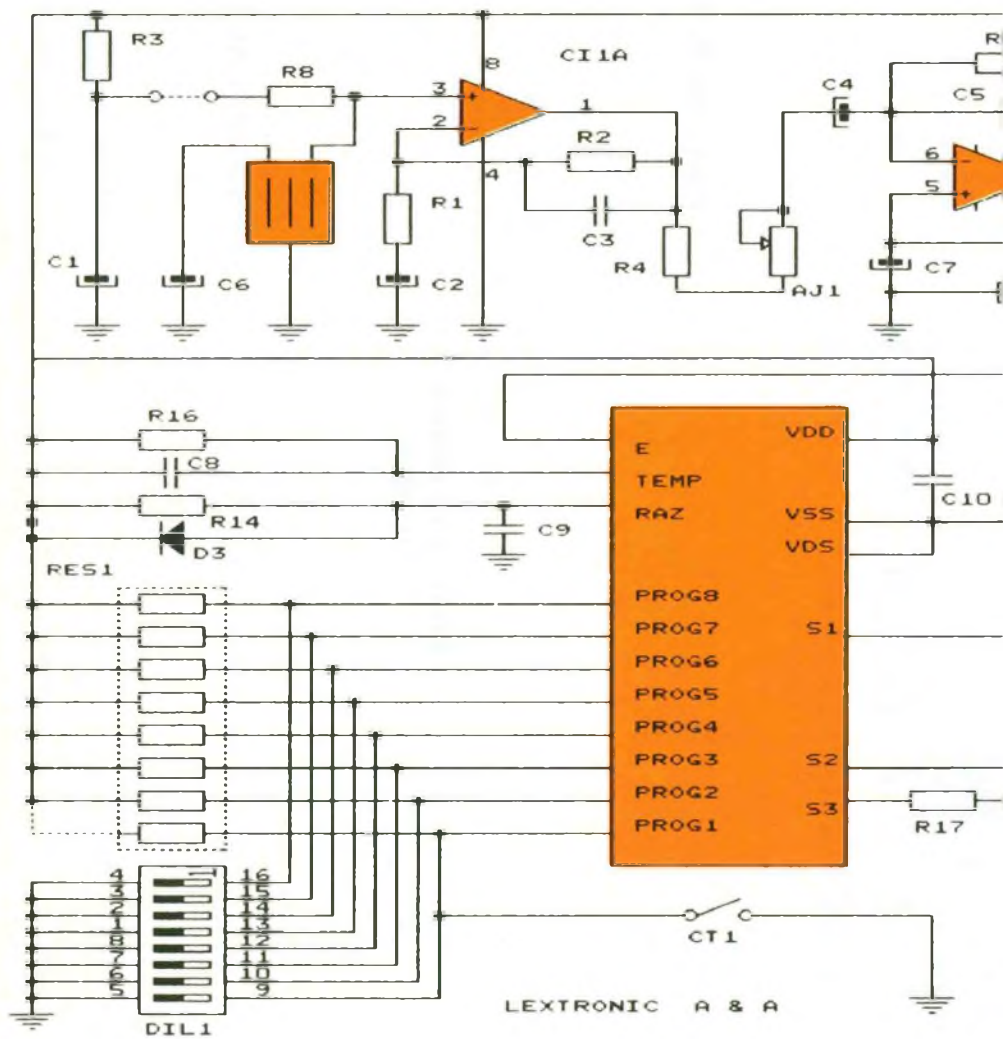 R3
R8
8
CI1A
3
1
2
4
R2
C3
R1
C1
C6
C2
R4
AJ1
C4
C5
6
5
C7
R16
C8
R14
D3
C9
C10
E
TEMP
RAZ
VDD
VSS
VDS
RES1
PROG8
PROG7
PROG6
PROG5
PROG4
PROG3
PROG2
PROG1
S1
S2
S3
R17
4 1 16
3 15
2 14
1 13
8 12
7 11
6 10
5 9
DIL1
CT1
LEXTRONIC A & A